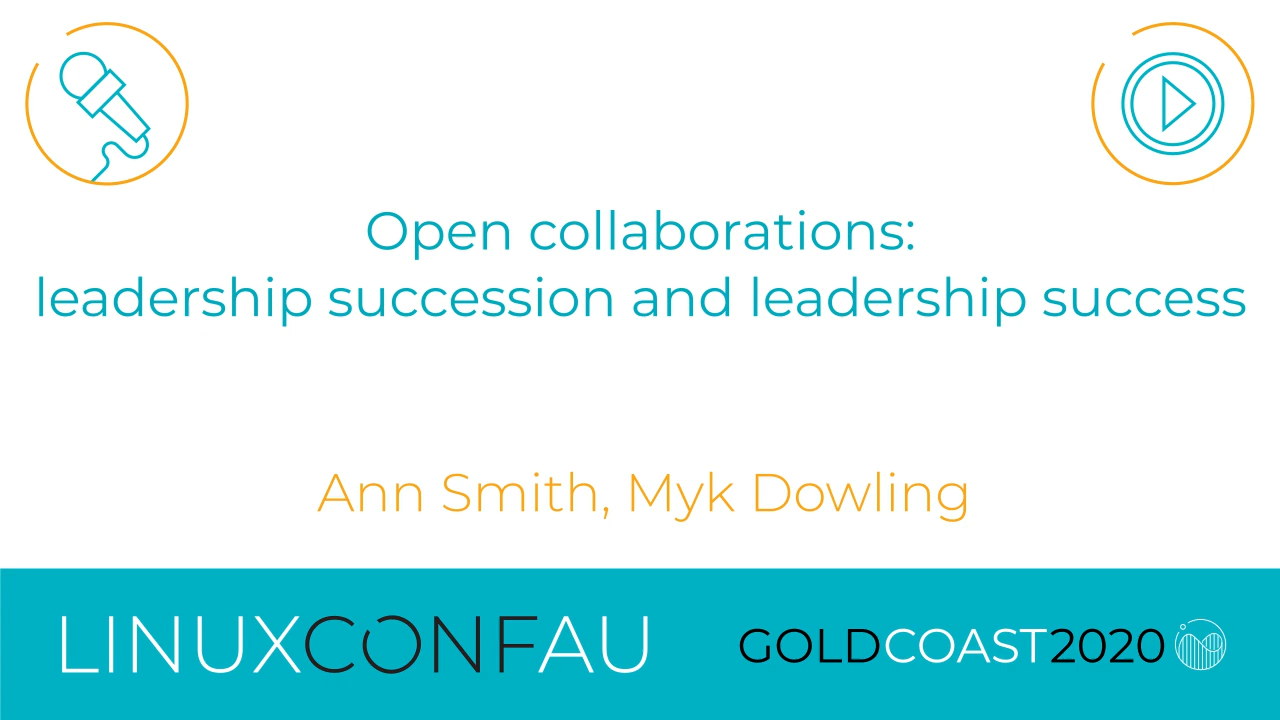 Open collaborations:
leadership succession and leadership success
Ann Smith, Myk Dowling
LINUXCONFAU
GOLDCOAST2020